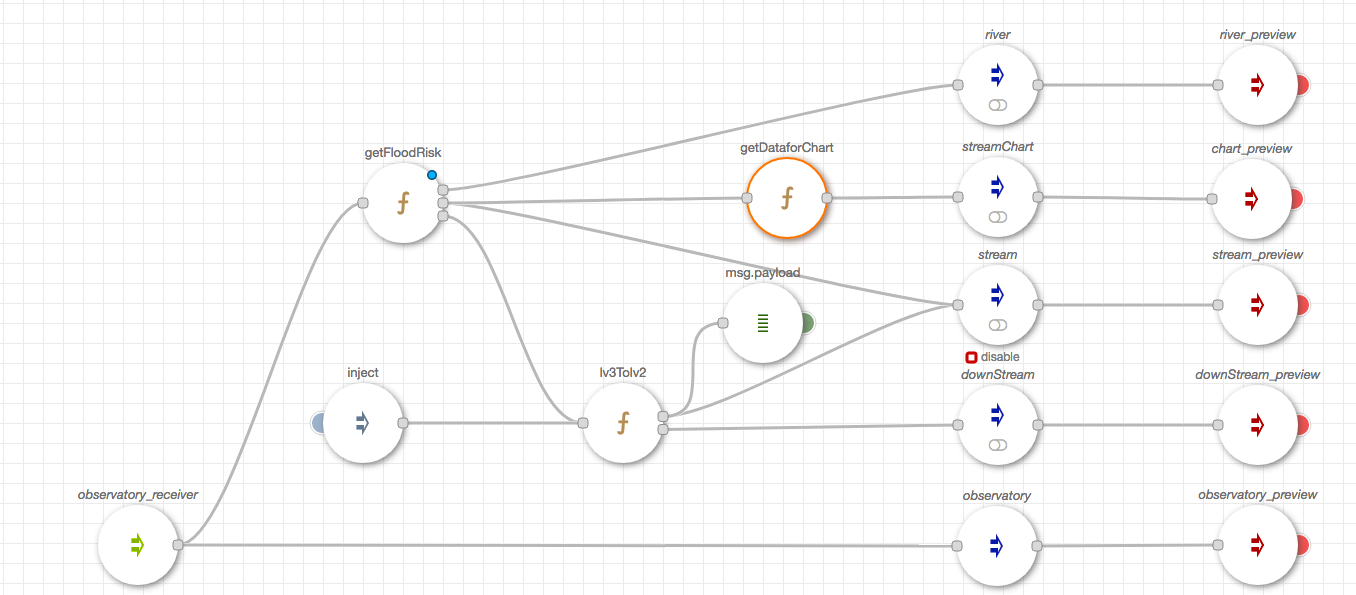 river
river_preview
getFloodRisk
getDataforChart
streamChart
chart_preview
msg.payload
stream
stream_preview
disable
inject
lv3Tolv2
downStream
downStream_preview
observatory_receiver
observatory
observatory_preview